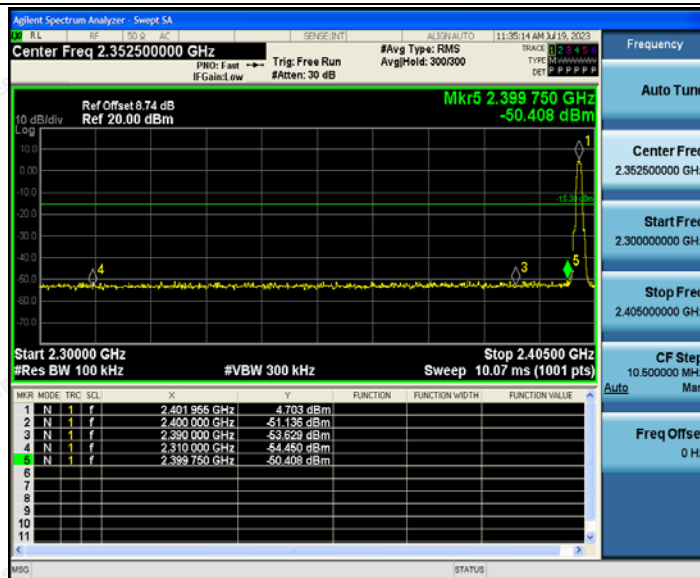 Agilent Spectrum Analyzer - Swept SA
RL RF 50 Ω AC SENSE:INT ALIGN AUTO 11:35:14 AM Jul 19, 2023
Center Freq 2.352500000 GHz
PNO: Fast
IFGain:Low
Trig: Free Run
#Atten: 30 dB
#Avg Type: RMS
Avg|Hold: 300/300
TRACE 1 2 3 4 5 6
TYPE M W W W W W
DET P P P P P P
Ref Offset 8.74 dB
Ref 20.00 dBm
10 dB/div
Log
Mkr5 2.399 750 GHz
-50.408 dBm
10.0
0.00
-10.0
-20.0
-30.0
-40.0
-50.0
-60.0
-70.0
1
3
4
5
Start 2.30000 GHz
Stop 2.40500 GHz
#Res BW 100 kHz
#VBW 300 kHz
Sweep 10.07 ms (1001 pts)
MKR MODE TRC SCL X Y FUNCTION FUNCTION WIDTH FUNCTION VALUE
1 N 1 f 2.401 955 GHz 4.703 dBm
2 N 1 f 2.400 000 GHz -51.136 dBm
3 N 1 f 2.390 000 GHz -53.629 dBm
4 N 1 f 2.310 000 GHz -54.450 dBm
5 N 1 f 2.399 750 GHz -50.408 dBm
6
7
8
9
10
11
MSG
STATUS
Frequency
Auto Tune
Center Freq
2.352500000 GHz
Start Freq
2.300000000 GHz
Stop Freq
2.405000000 GHz
CF Step
10.500000 MHz
Auto Man
Freq Offset
0 Hz